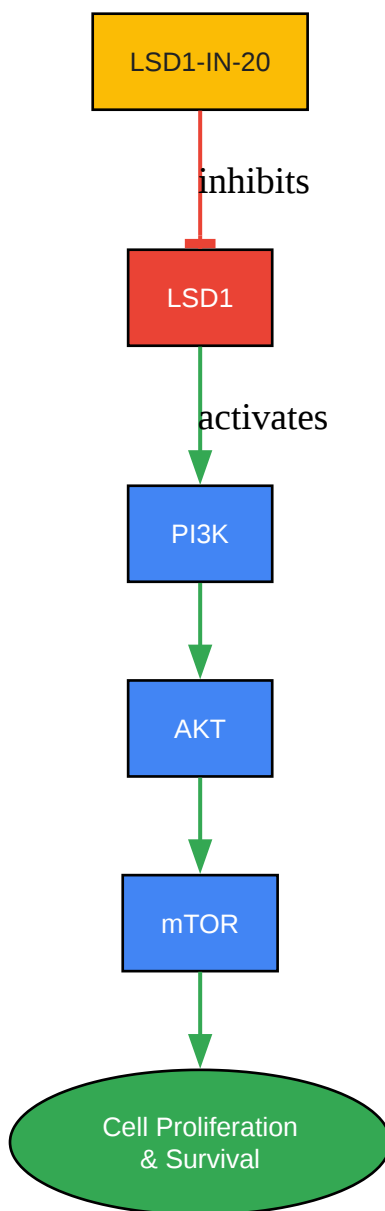 LSD1-IN-20
inhibits
LSD1
activates
PI3K
AKT
mTOR
Cell Proliferation
& Survival